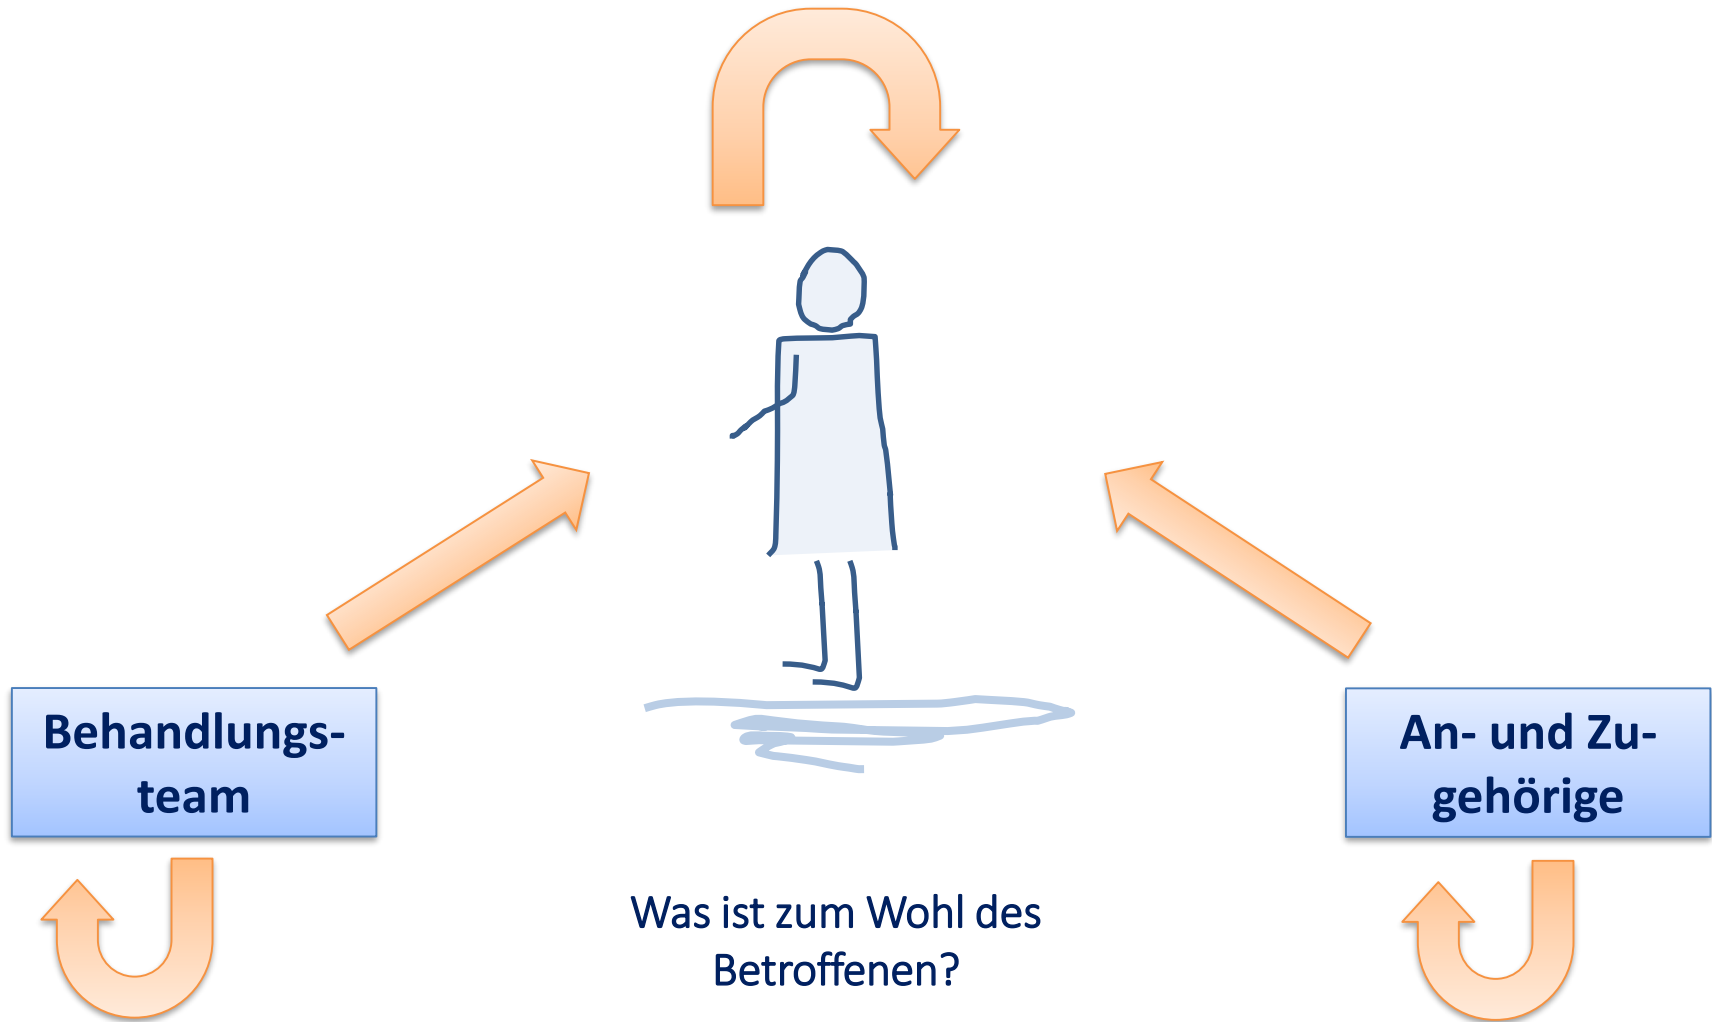 Behandlungs-
team
An- und Zu-
gehörige
Was ist zum Wohl des
Betroffenen?